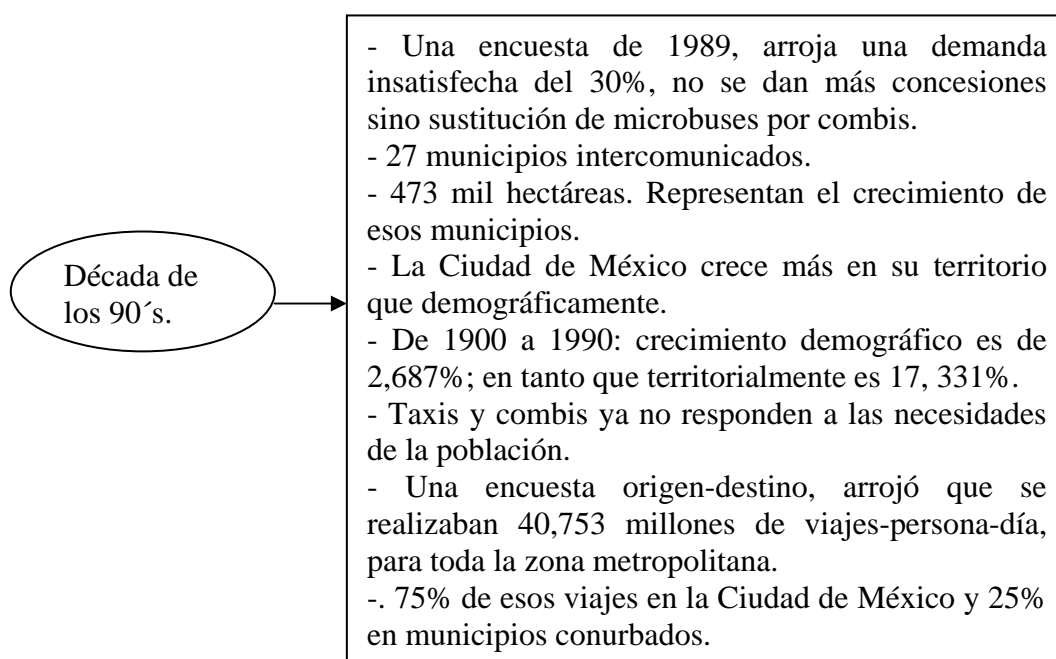 Década de
los 90´s.
- Una encuesta de 1989, arroja una demanda
insatisfecha del 30%, no se dan más concesiones
sino sustitución de microbuses por combis.
- 27 municipios intercomunicados.
- 473 mil hectáreas. Representan el crecimiento de
esos municipios.
- La Ciudad de México crece más en su territorio
que demográficamente.
- De 1900 a 1990: crecimiento demográfico es de
2,687%; en tanto que territorialmente es 17, 331%.
- Taxis y combis ya no responden a las necesidades
de la población.
- Una encuesta origen-destino, arrojó que se
realizaban 40,753 millones de viajes-persona-día,
para toda la zona metropolitana.
-. 75% de esos viajes en la Ciudad de México y 25%
en municipios conurbados.